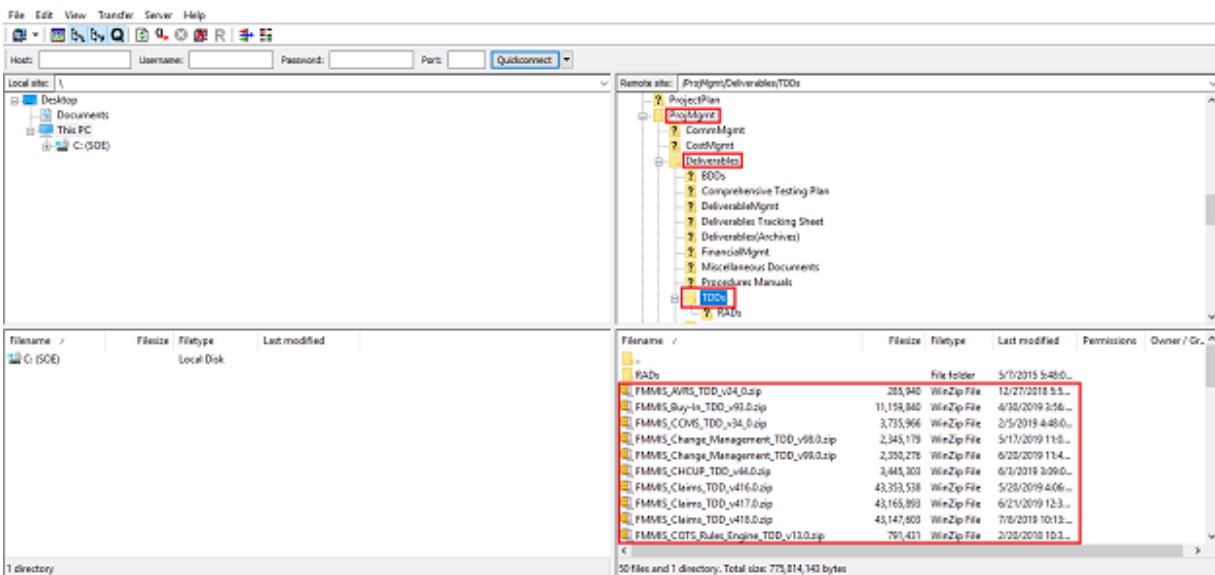 File Edit View Transfer Server Help
Host: Username: Password: Port: Quickconnect
Local site: \
Desktop
Documents
This PC
C: (SOE)
Remote site: /ProjMgmt/Deliverables/TDDs
ProjectPlan
ProjMgmt
CommMgmt
CostMgmt
Deliverables
BDDs
Comprehensive Testing Plan
DeliverableMgmt
Deliverables Tracking Sheet
Deliverables(Archives)
FinancialMgmt
Miscellaneous Documents
Procedures Manuals
TDDs
RADs
Filename Filesize Filetype Last modified
C: (SOE) Local Disk
1 directory
Filename Filesize Filetype Last modified Permissions Owner / Gr...
..
RADs File folder 5/7/2015 5:48:0...
FMMIS_AVRS_TDD_v24_0.zip 285,940 WinZip File 12/27/2018 5:5...
FMMIS_Buy-In_TDD_v93.0.zip 11,159,840 WinZip File 4/30/2019 3:56:...
FMMIS_CCMS_TDD_v34_0.zip 3,735,966 WinZip File 2/5/2019 4:48:0...
FMMIS_Change_Management_TDD_v98.0.zip 2,345,179 WinZip File 5/17/2019 11:0...
FMMIS_Change_Management_TDD_v99.0.zip 2,350,276 WinZip File 6/20/2019 11:4...
FMMIS_CHCUP_TDD_v44.0.zip 3,445,303 WinZip File 6/3/2019 3:09:0...
FMMIS_Claims_TDD_v416.0.zip 43,353,538 WinZip File 5/20/2019 4:06:...
FMMIS_Claims_TDD_v417.0.zip 43,165,893 WinZip File 6/21/2019 12:3...
FMMIS_Claims_TDD_v418.0.zip 43,147,603 WinZip File 7/8/2019 10:13:...
FMMIS_COTS_Rules_Engine_TDD_v13.0.zip 791,431 WinZip File 2/20/2018 10:3...
50 files and 1 directory. Total size: 775,814,143 bytes